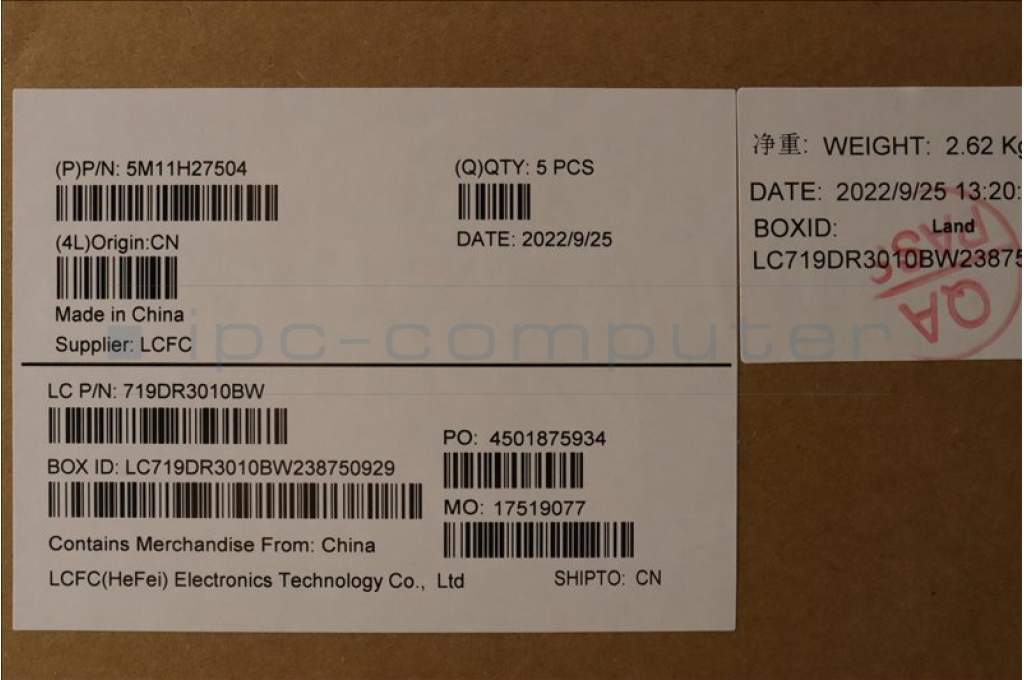 (P)P/N: 5M11H27504
(Q)QTY: 5 PCS
(4L)Origin:CN
DATE: 2022/9/25
Made in China
Supplier: LCFC
LC P/N: 719DR3010BW
PO: 4501875934
BOX ID: LC719DR3010BW238750929
MO: 17519077
Contains Merchandise From: China
LCFC(HeFei) Electronics Technology Co., Ltd
SHIPTO: CN
净重: WEIGHT: 2.62 Kg
DATE: 2022/9/25 13:20:
BOXID: Land
LC719DR3010BW23875
QA
PAS
ipc-computer